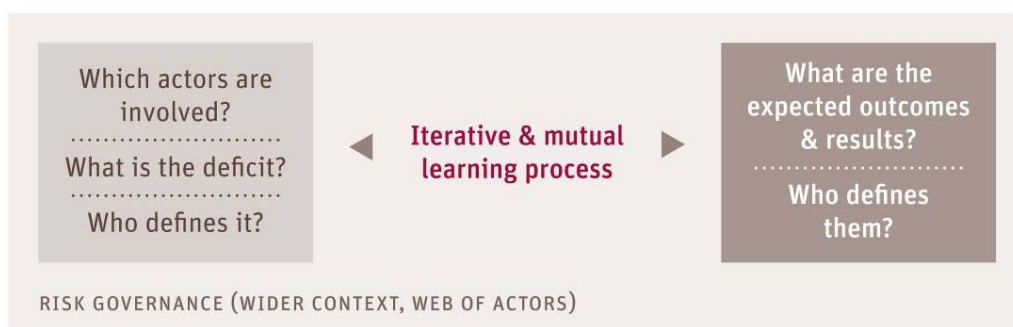 Which actors are
involved?
What is the deficit?
Who defines it?
Iterative & mutual
learning process
What are the
expected outcomes
& results?
Who defines
them?
RISK GOVERNANCE (WIDER CONTEXT, WEB OF ACTORS)